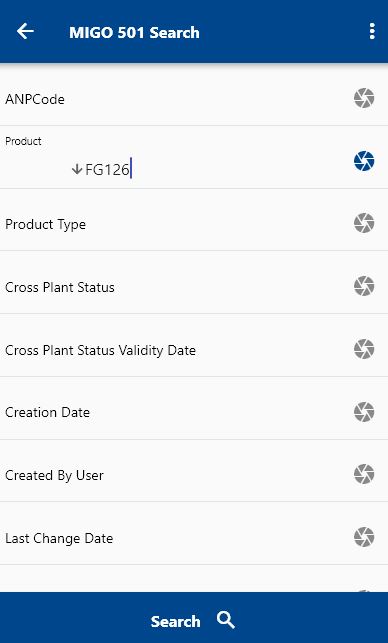 MIGO 501 Search
ANPCode
Product
FG126
Product Type
Cross Plant Status
Cross Plant Status Validity Date
Creation Date
Created By User
Last Change Date
Search